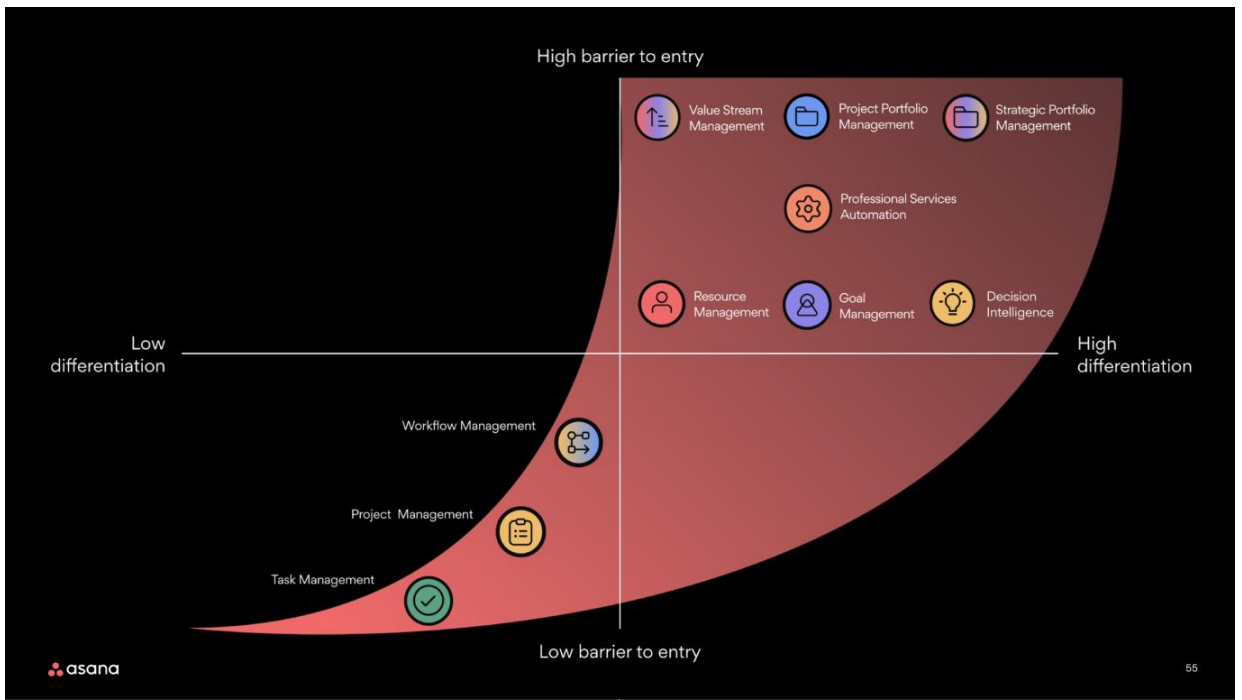 High barrier to entry
Value Stream
Management
Project Portfolio
Management
Strategic Portfolio
Management
Professional Services
Automation
Resource
Management
Goal
Management
Decision
Intelligence
Low
differentiation
High
differentiation
Workflow Management
Project Management
Task Management
Low barrier to entry
asana
55